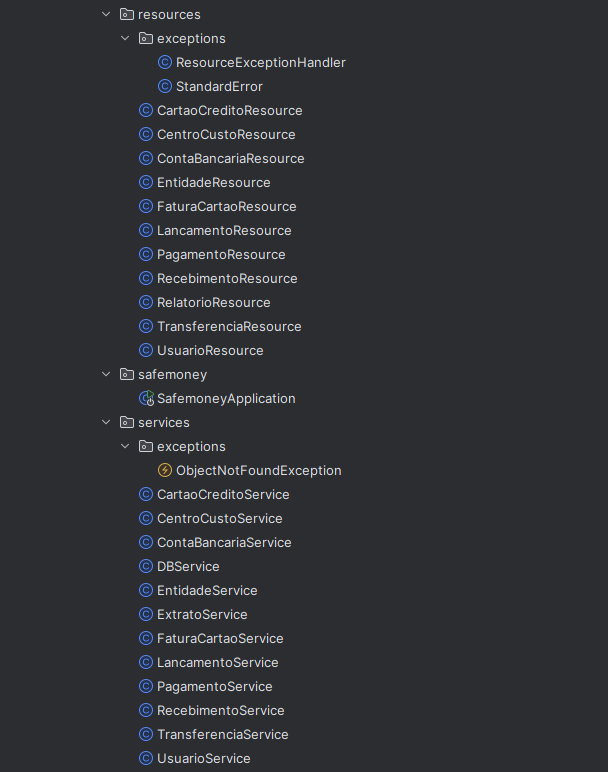 resources
exceptions
ResourceExceptionHandler
StandardError
CartaoCreditoResource
CentroCustoResource
ContaBancariaResource
EntidadeResource
FaturaCartaoResource
LancamentoResource
PagamentoResource
RecebimentoResource
RelatorioResource
TransferenciaResource
UsuarioResource
safemoney
SafemoneyApplication
services
exceptions
ObjectNotFoundException
CartaoCreditoService
CentroCustoService
ContaBancariaService
DBService
EntidadeService
ExtratoService
FaturaCartaoService
LancamentoService
PagamentoService
RecebimentoService
TransferenciaService
UsuarioService